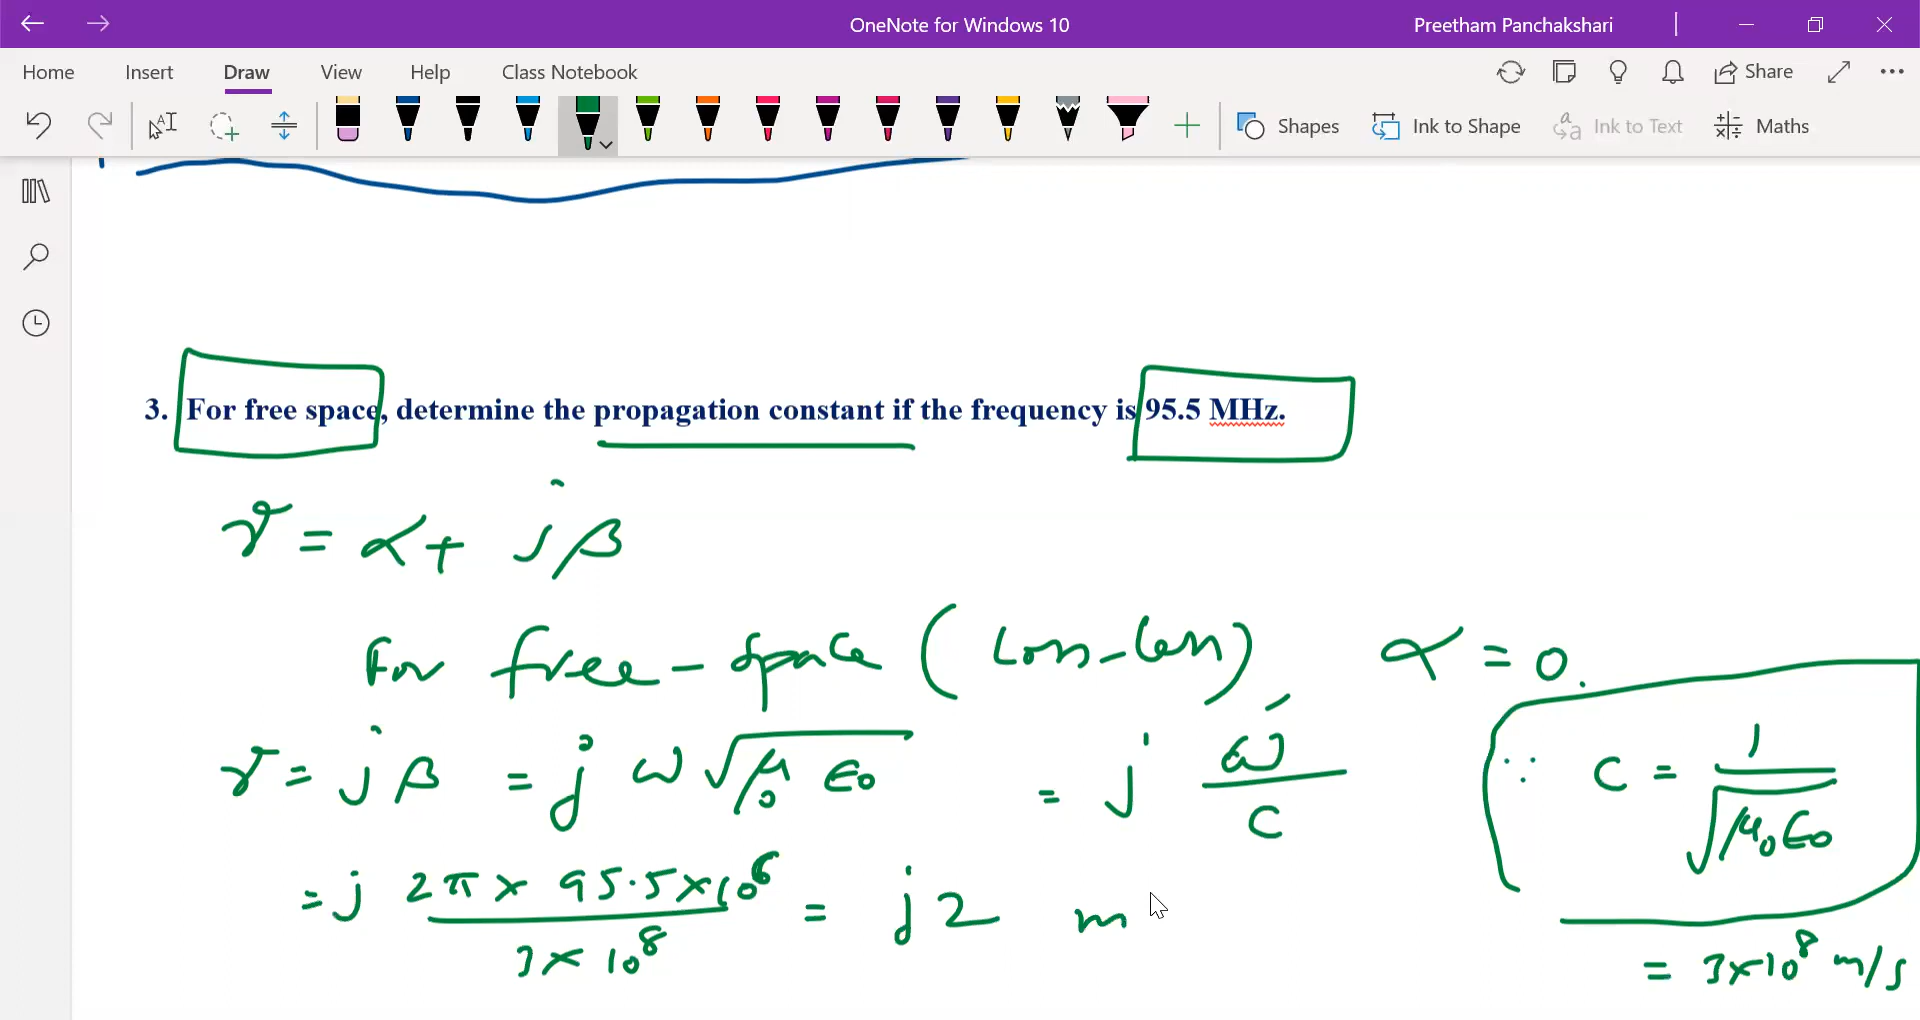 OneNote for Windows 10
Preetham Panchakshari
Home Insert Draw View Help Class Notebook Share
Shapes Ink to Shape Ink to Text Maths
3. For free space, determine the propagation constant if the frequency is 95.5 MHz.
γ = α + jβ
For free-space (Loss-less) α = 0.
γ = jβ = jω√μ₀ε₀ = j ω/c ∵ c = 1/√μ₀ε₀
= j 2π × 95.5×10⁶ / 3×10⁸ = j2 m
= 3×10⁸ m/s